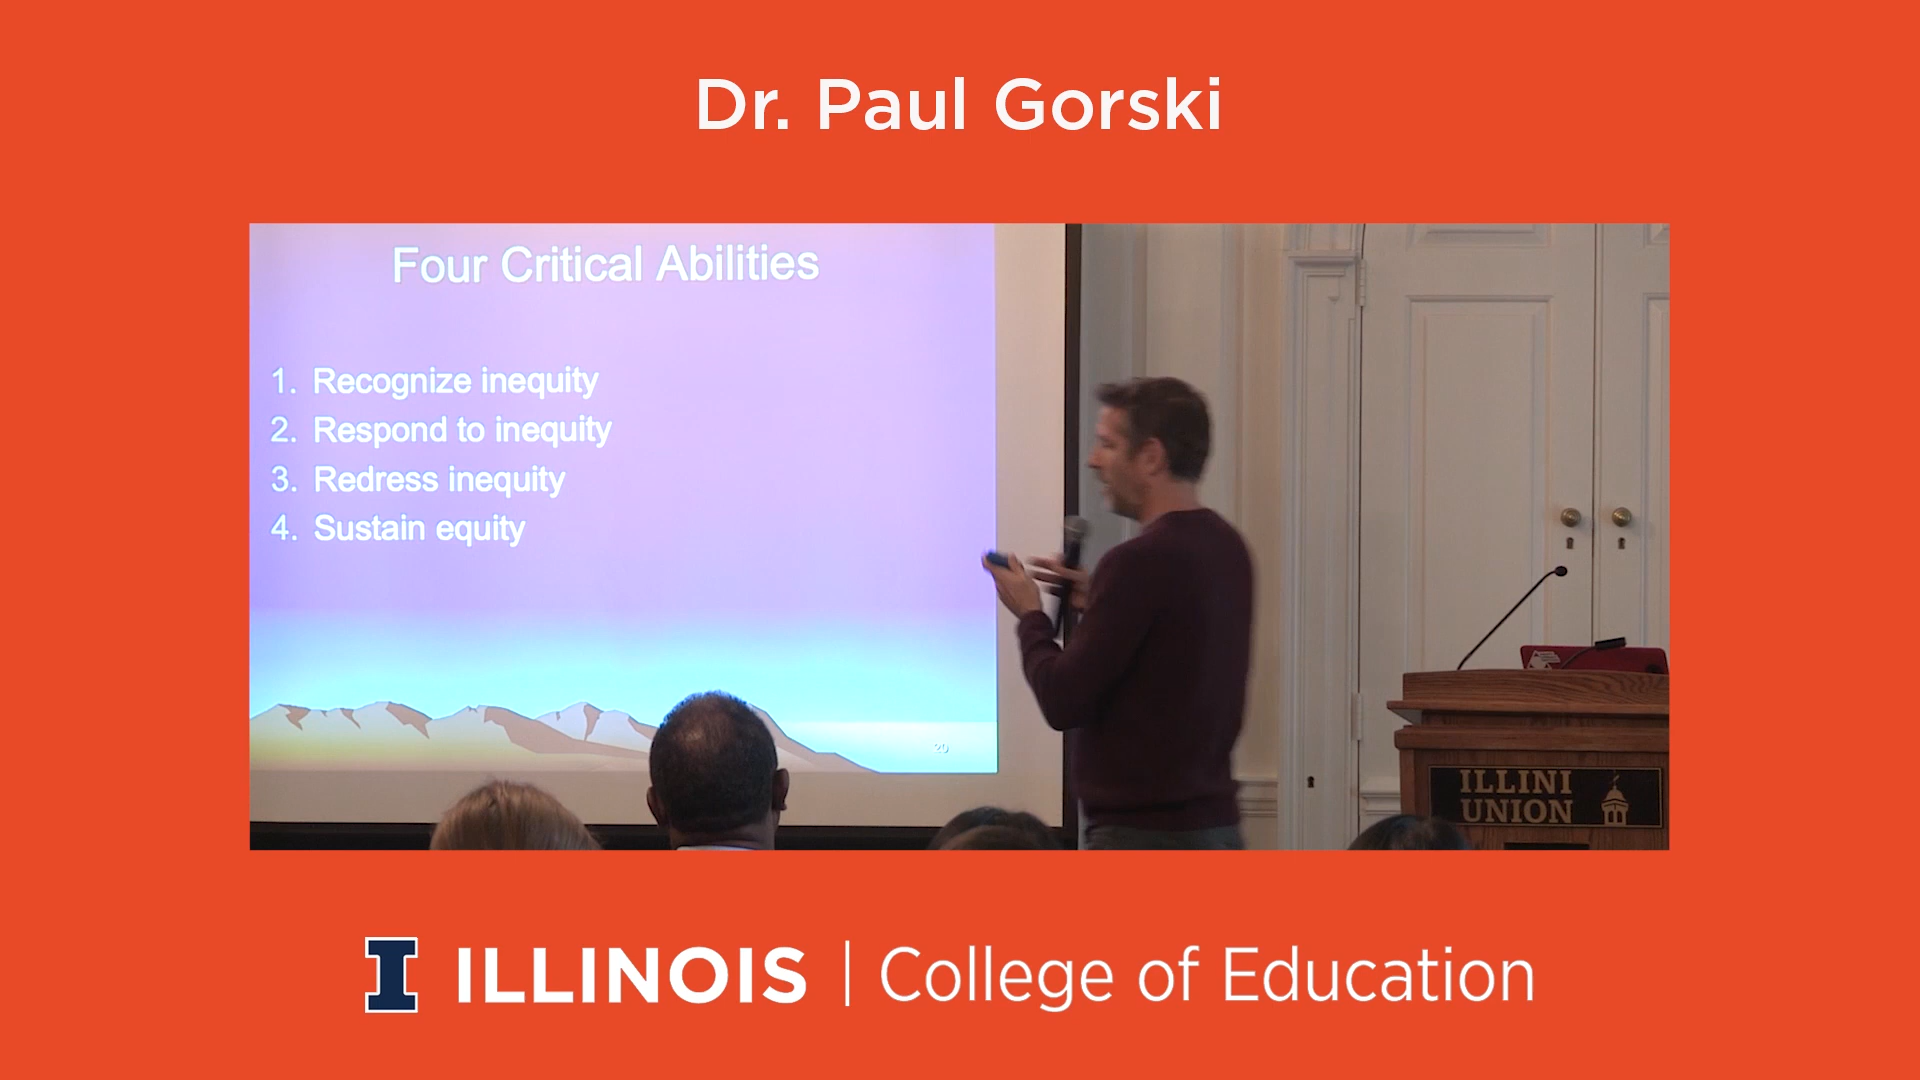 Dr. Paul Gorski
Four Critical Abilities
1. Recognize inequity
2. Respond to inequity
3. Redress inequity
4. Sustain equity
20
ILLINI
UNION
I ILLINOIS | College of Education